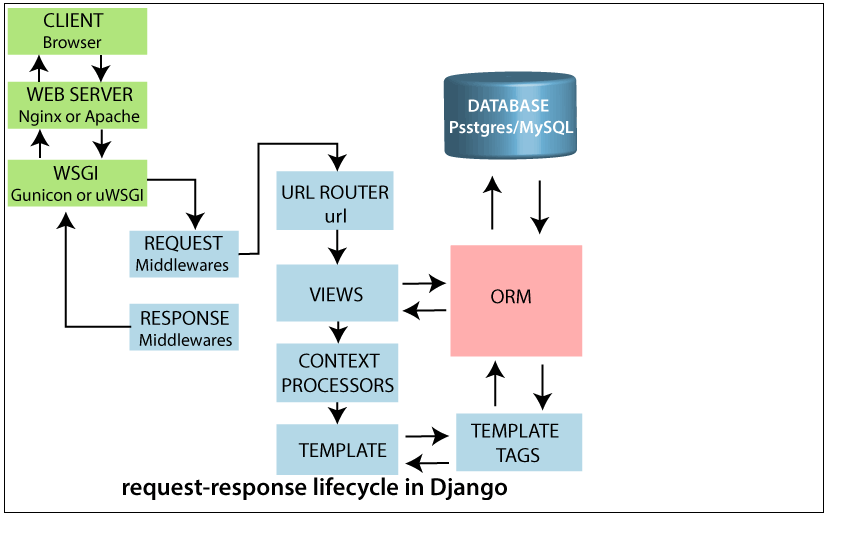 CLIENT
Browser
WEB SERVER
Nginx or Apache
WSGI
Gunicon or uWSGI
REQUEST
Middlewares
RESPONSE
Middlewares
URL ROUTER
url
VIEWS
CONTEXT
PROCESSORS
TEMPLATE
DATABASE
Psstgres/MySQL
ORM
TEMPLATE
TAGS
request-response lifecycle in Django